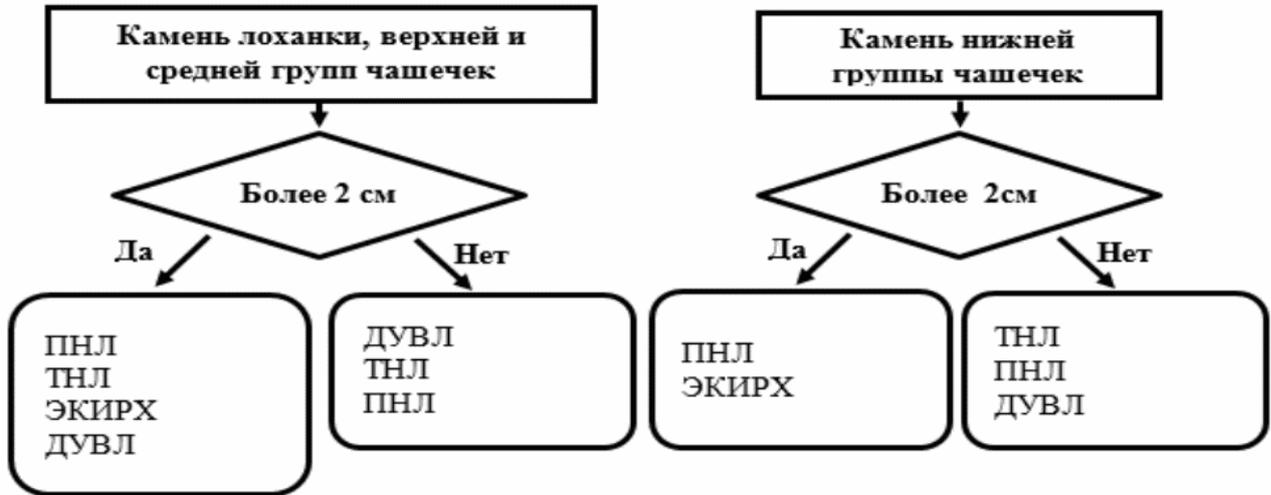 Камень лоханки, верхней и
средней групп чашечек
Более 2 см
Да
Нет
ПНЛ
ТНЛ
ЭКИРХ
ДУВЛ
ДУВЛ
ТНЛ
ПНЛ
Камень нижней
группы чашечек
Более 2см
Да
Нет
ПНЛ
ЭКИРХ
ТНЛ
ПНЛ
ДУВЛ